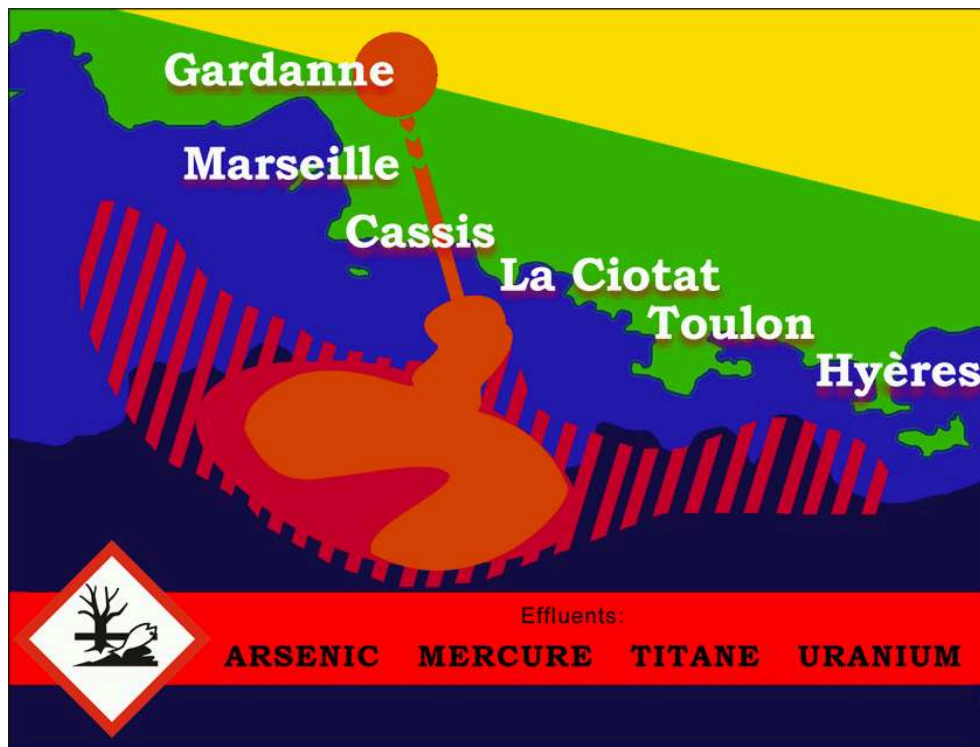 Gardanne
Marseille
Cassis
La Ciotat
Toulon
Hyères
Effluents:
ARSENIC MERCURE TITANE URANIUM